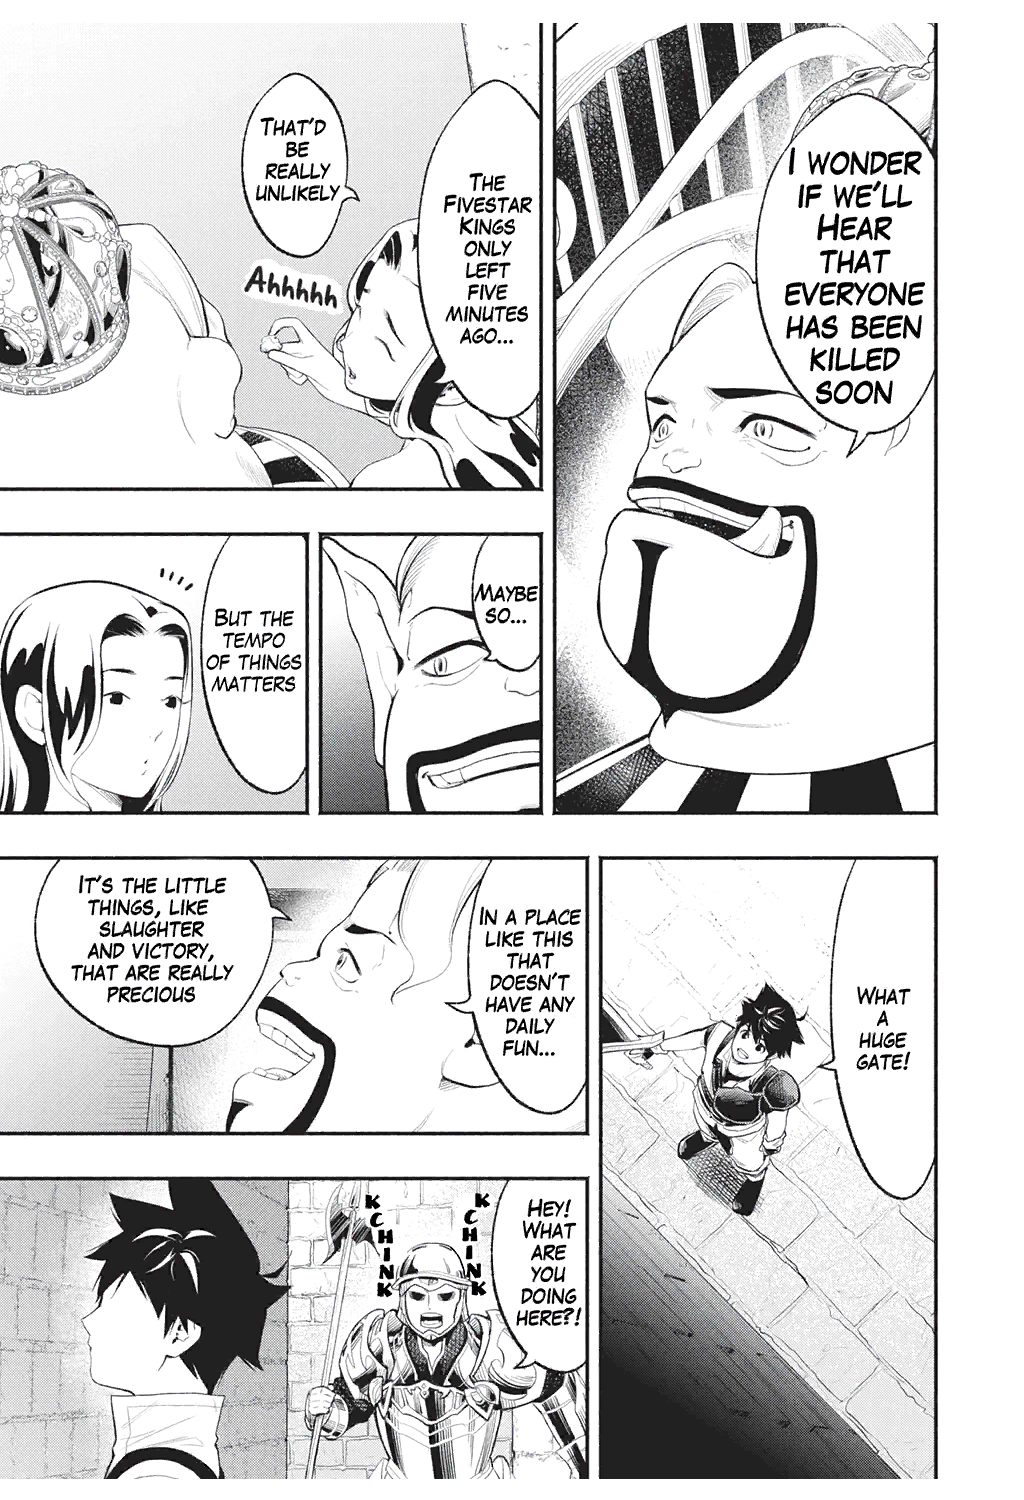 I WONDER
IF WE'LL
HEAR
THAT
EVERYONE
HAS BEEN
KILLED
SOON
THE
FIVESTAR
KINGS
ONLY
LEFT
FIVE
MINUTES
AGO...
THAT'D
BE
REALLY
UNLIKELY
Ahhhhh
MAYBE
SO...
BUT THE
TEMPO
OF THINGS
MATTERS
WHAT
A
HUGE
GATE!
IN A PLACE
LIKE THIS
THAT
DOESN'T
HAVE ANY
DAILY
FUN...
IT'S THE LITTLE
THINGS, LIKE
SLAUGHTER
AND VICTORY,
THAT ARE REALLY
PRECIOUS
HEY!
WHAT
ARE
YOU
DOING
HERE?!
KCHINK
KCHINK